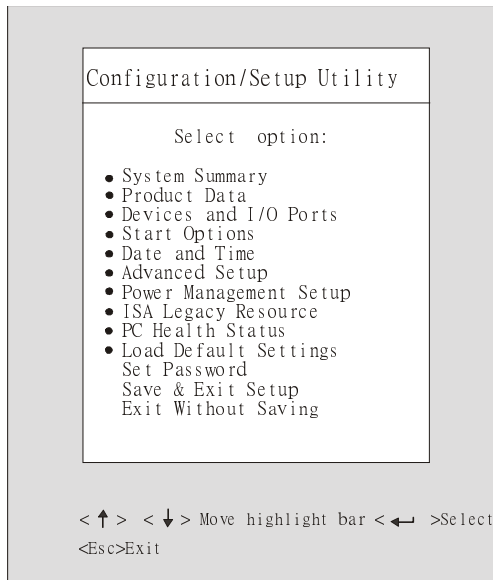 Configuration/Setup Utility
Select option:
• System Summary
• Product Data
• Devices and I/O Ports
• Start Options
• Date and Time
• Advanced Setup
• Power Management Setup
• ISA Legacy Resource
• PC Health Status
• Load Default Settings
Set Password
Save & Exit Setup
Exit Without Saving
<↑> <↓> Move highlight bar <↵ >Select
<Esc>Exit